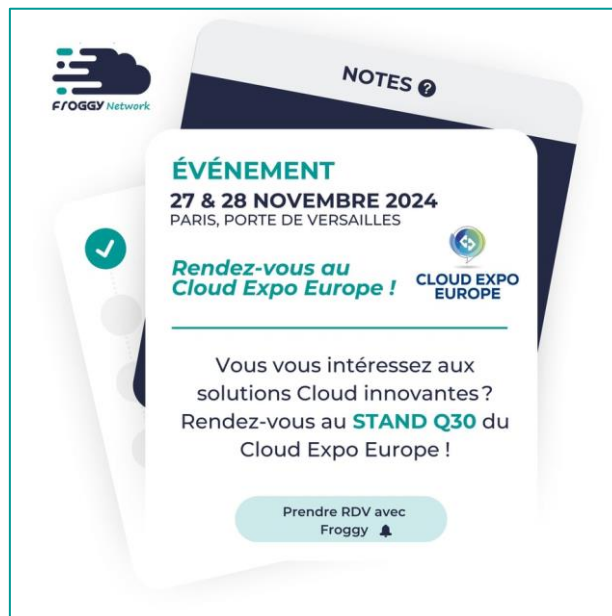 FROGGY Network
NOTES ?
ÉVÉNEMENT
27 & 28 NOVEMBRE 2024
PARIS, PORTE DE VERSAILLES
Rendez-vous au
Cloud Expo Europe !
CLOUD EXPO
EUROPE
Vous vous intéressez aux
solutions Cloud innovantes ?
Rendez-vous au STAND Q30 du
Cloud Expo Europe !
Prendre RDV avec
Froggy